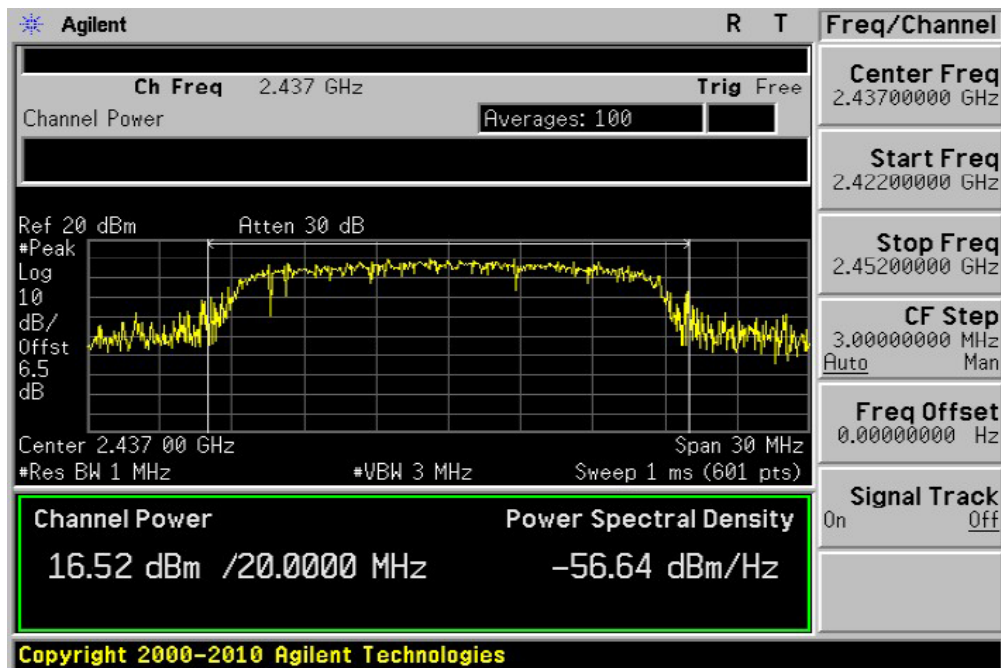 Agilent R T
Ch Freq 2.437 GHz Trig Free
Channel Power Averages: 100
Ref 20 dBm Atten 30 dB
#Peak
Log
10
dB/
Offst
6.5
dB
Center 2.437 00 GHz Span 30 MHz
#Res BW 1 MHz #VBW 3 MHz Sweep 1 ms (601 pts)
Channel Power Power Spectral Density
16.52 dBm /20.0000 MHz -56.64 dBm/Hz
Copyright 2000-2010 Agilent Technologies
Freq/Channel
Center Freq
2.43700000 GHz
Start Freq
2.42200000 GHz
Stop Freq
2.45200000 GHz
CF Step
3.00000000 MHz
Auto Man
Freq Offset
0.00000000 Hz
Signal Track
On Off